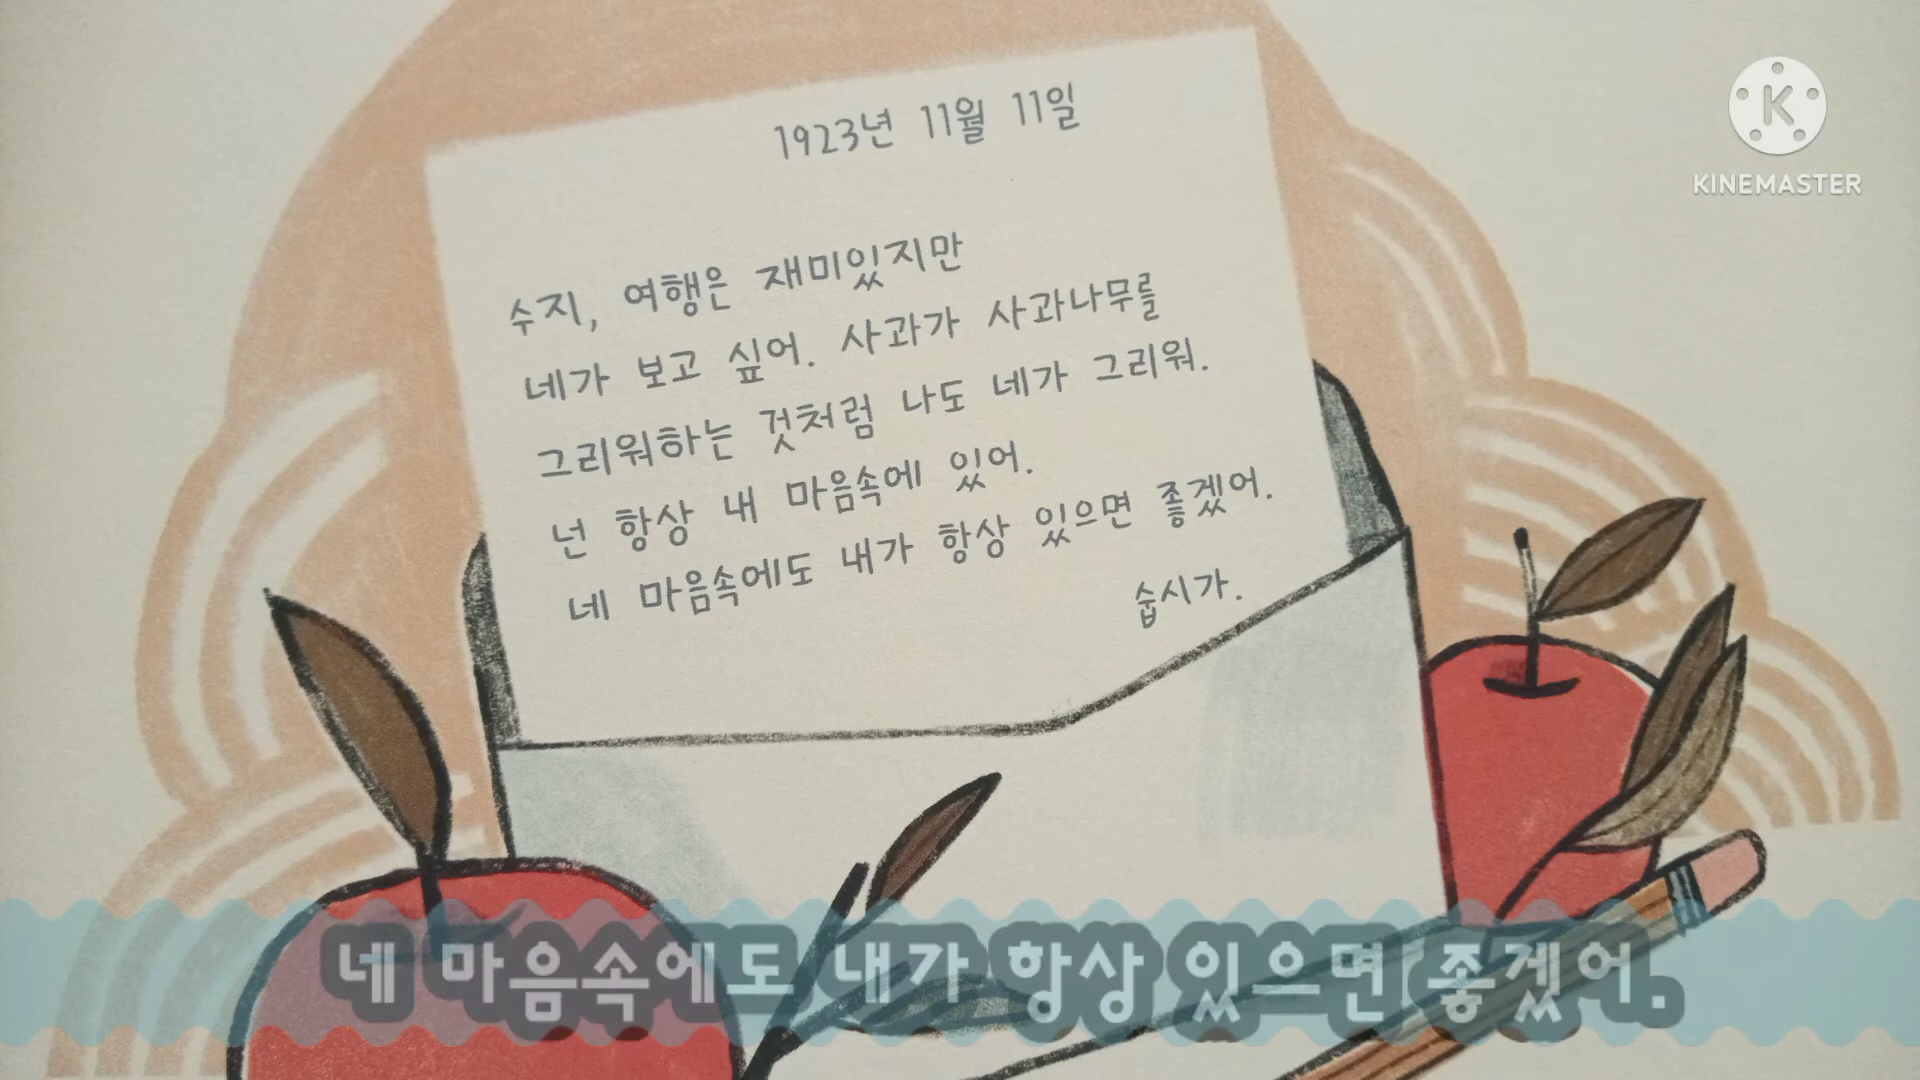 1923년 11월 11일
수지, 여행은 재미있지만
네가 보고 싶어. 사과가 사과나무를
그리워하는 것처럼 나도 네가 그리워.
넌 항상 내 마음속에 있어.
네 마음속에도 내가 항상 있으면 좋겠어.
숩시가.
네 마음속에도 내가 항상 있으면 좋겠어.
K
KINEMASTER